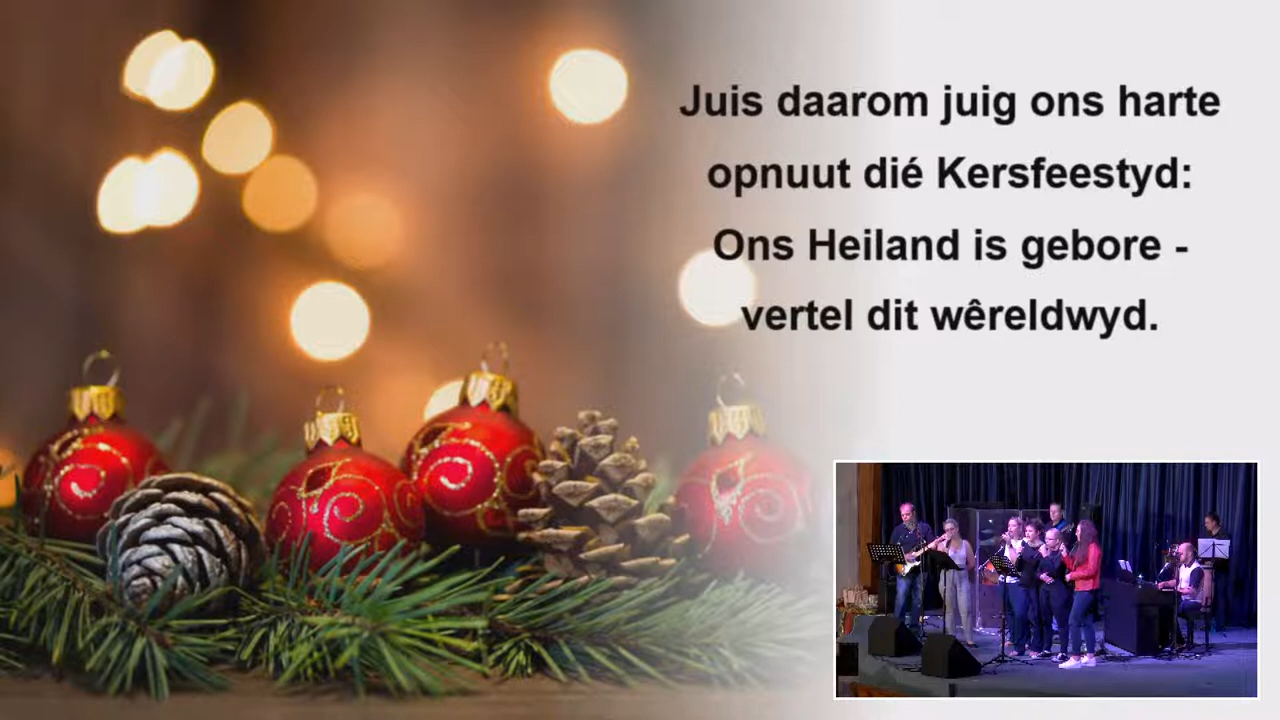 Juis daarom juig ons harte
opnuut dié Kersfeestyd:
Ons Heiland is gebore -
vertel dit wêreldwyd.